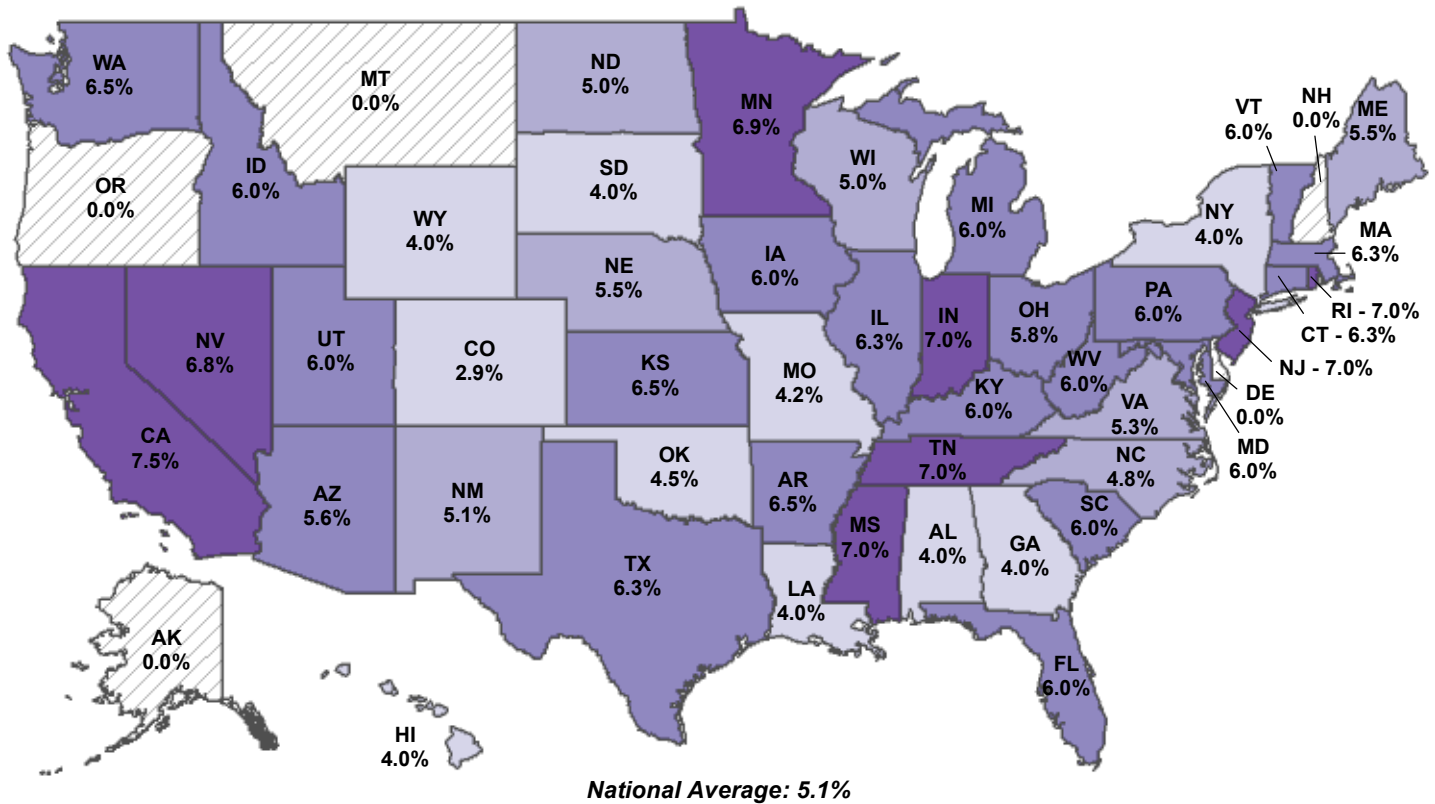 WA
6.5%
MT
0.0%
ND
5.0%
MN
6.9%
VT
6.0%
NH
0.0%
ME
5.5%
OR
0.0%
ID
6.0%
SD
4.0%
WI
5.0%
MI
6.0%
NY
4.0%
MA
6.3%
WY
4.0%
NE
5.5%
IA
6.0%
PA
6.0%
RI - 7.0%
CT - 6.3%
NJ - 7.0%
NV
6.8%
UT
6.0%
CO
2.9%
KS
6.5%
MO
4.2%
IL
6.3%
IN
7.0%
OH
5.8%
WV
6.0%
KY
6.0%
VA
5.3%
DE
0.0%
MD
6.0%
CA
7.5%
AZ
5.6%
NM
5.1%
OK
4.5%
AR
6.5%
TN
7.0%
NC
4.8%
SC
6.0%
TX
6.3%
LA
4.0%
MS
7.0%
AL
4.0%
GA
4.0%
FL
6.0%
AK
0.0%
HI
4.0%
National Average: 5.1%